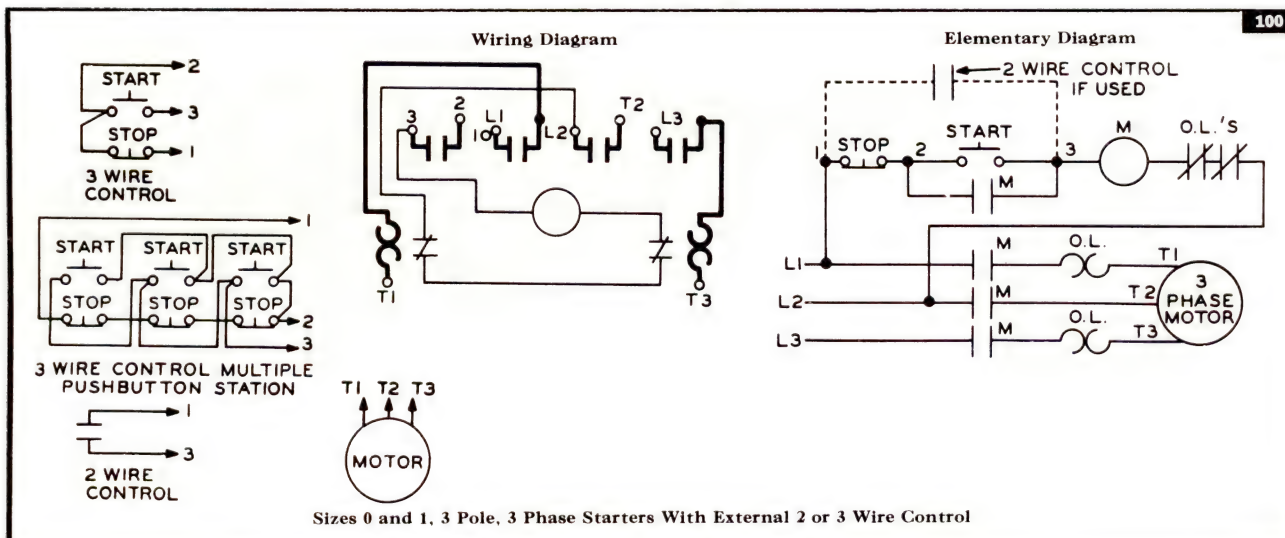 100
Wiring Diagram
Elementary Diagram
2
START
3
STOP
1
3 WIRE
CONTROL
1
START START START
STOP STOP STOP
2
3
3 WIRE CONTROL MULTIPLE
PUSHBUTTON STATION
1
3
2 WIRE
CONTROL
3 2 L1 1 L2 T2 L3
T1 T3
T1 T2 T3
MOTOR
2 WIRE CONTROL
IF USED
1 STOP 2 START 3 M O.L.'S
M
L1 M O.L. T1
L2 M T2
L3 M O.L. T3
3
PHASE
MOTOR
Sizes 0 and 1, 3 Pole, 3 Phase Starters With External 2 or 3 Wire Control